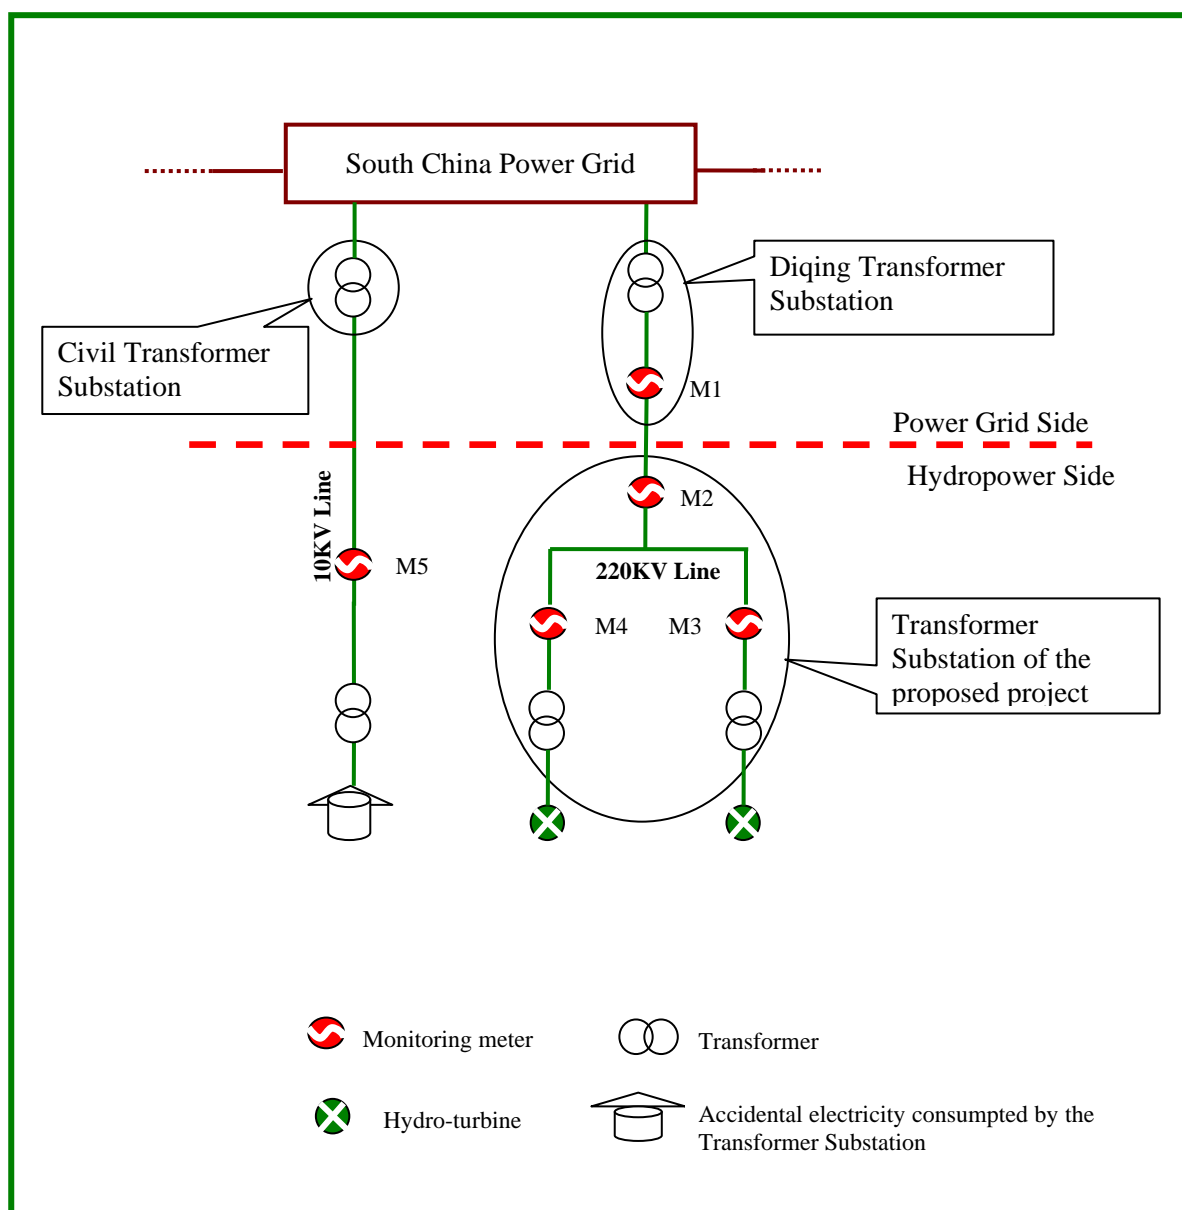 South China Power Grid
Diqing Transformer
Substation
Civil Transformer
Substation
M1
Power Grid Side
Hydropower Side
M2
10KV Line
M5
220KV Line
M4
M3
Transformer
Substation of the
proposed project
Monitoring meter
Transformer
Hydro-turbine
Accidental electricity consumpted by the
Transformer Substation